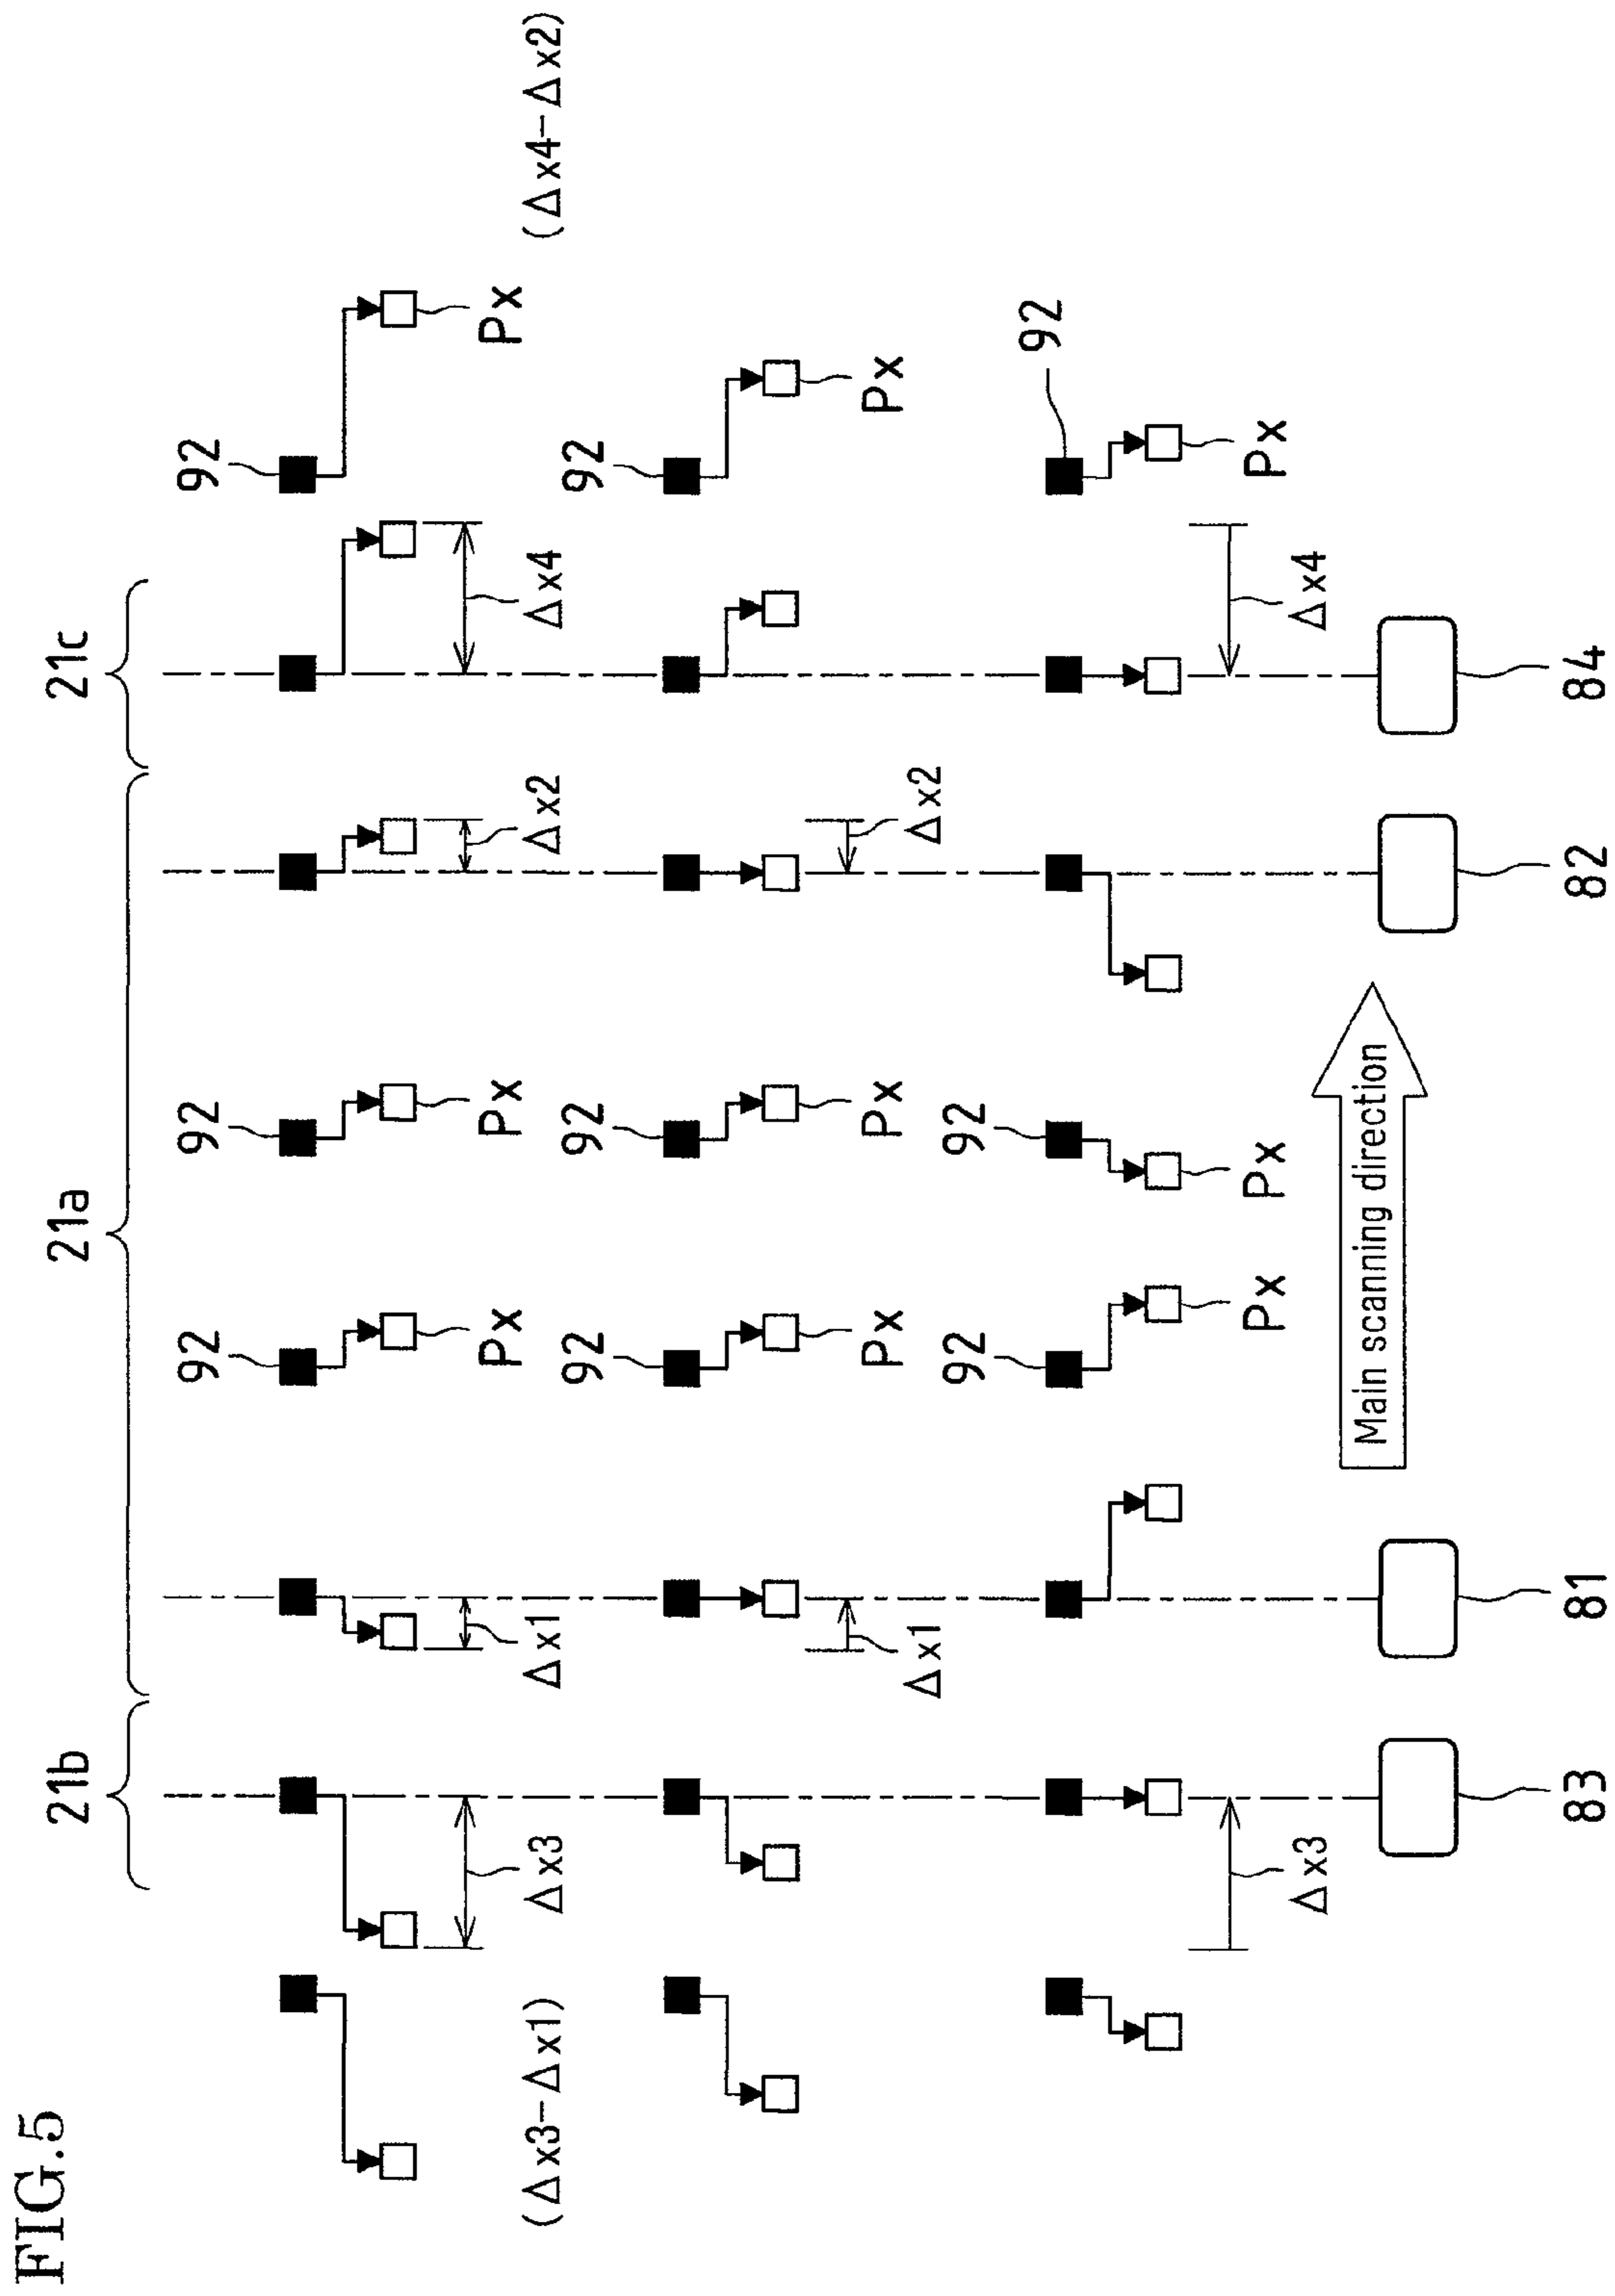 FIG.5
21b 21a 21c
92 92 92
Px Px Px
(Δx3−Δx1) Δx3 Δx1 Δx2 Δx4 (Δx4−Δx2)
92 92 92
Px Px Px
Δx1 Δx2
92 92 92
Px Px Px
Δx3 Δx4
Main scanning direction
83 81 82 84